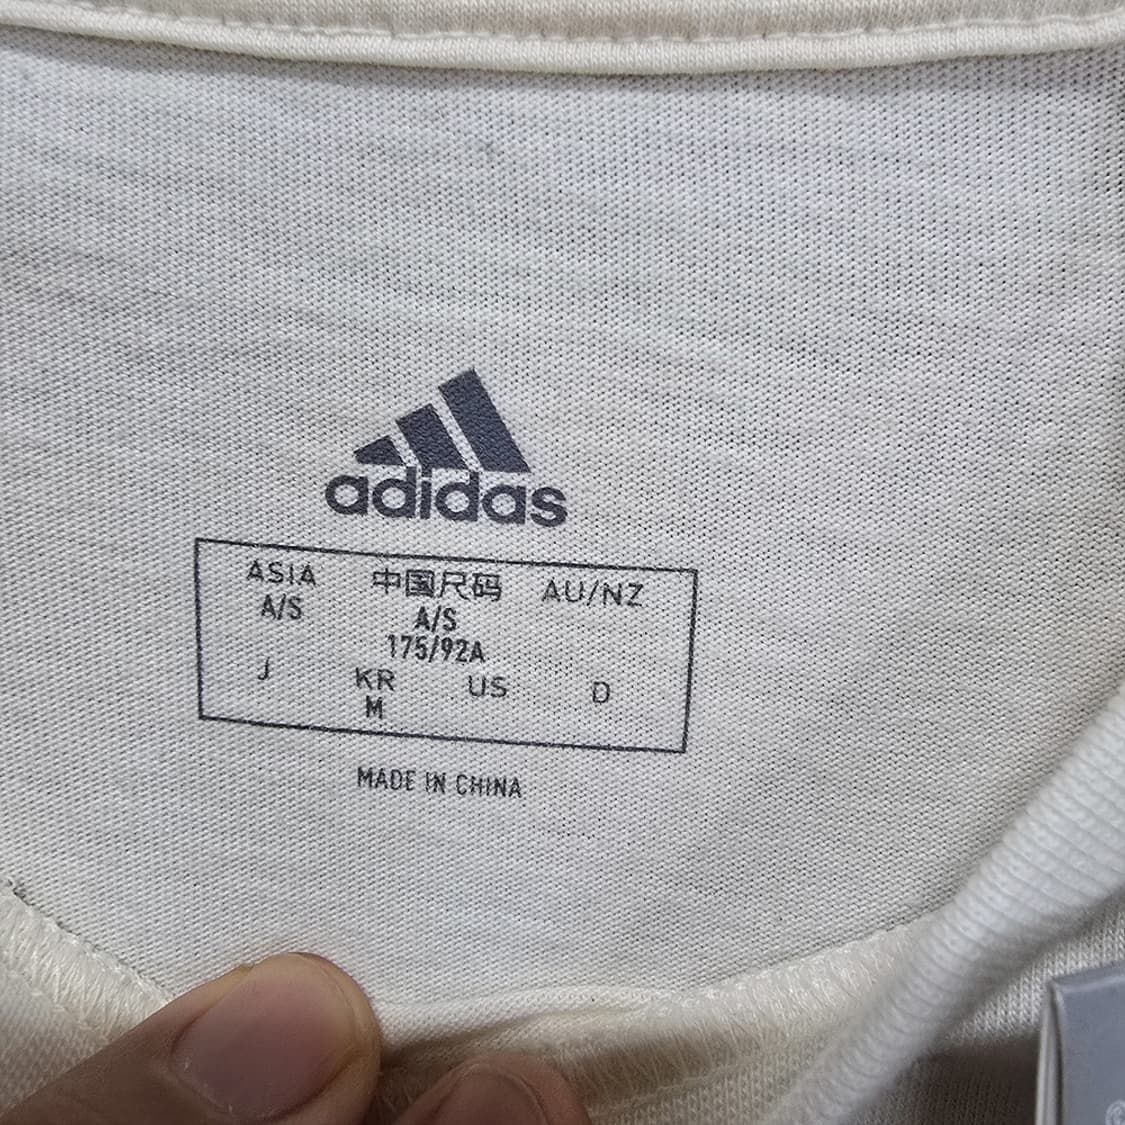 adidas
ASIA 中国尺码 AU/NZ
A/S A/S
175/92A
J KR US D
M
MADE IN CHINA